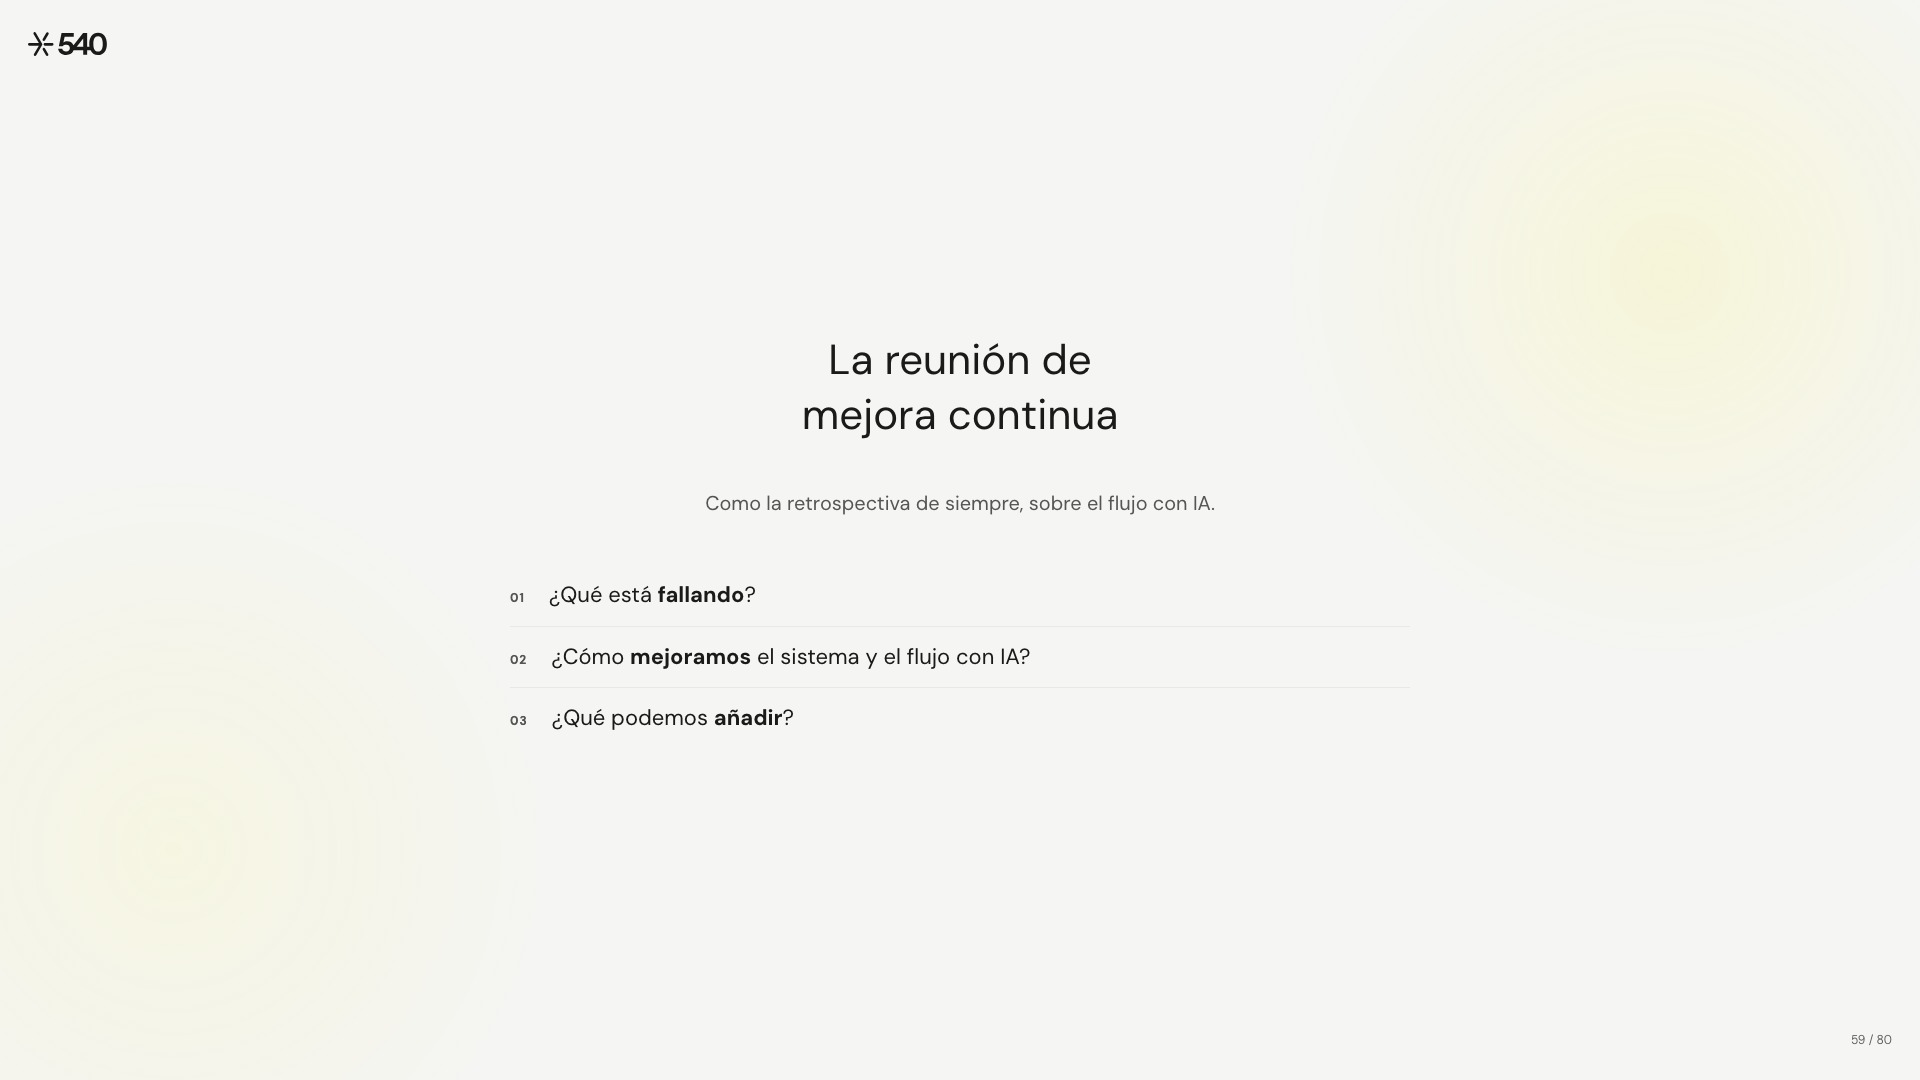 540
La reunión de
mejora continua
Como la retrospectiva de siempre, sobre el flujo con IA.
01 ¿Qué está fallando?
02 ¿Cómo mejoramos el sistema y el flujo con IA?
03 ¿Qué podemos añadir?
59 / 80